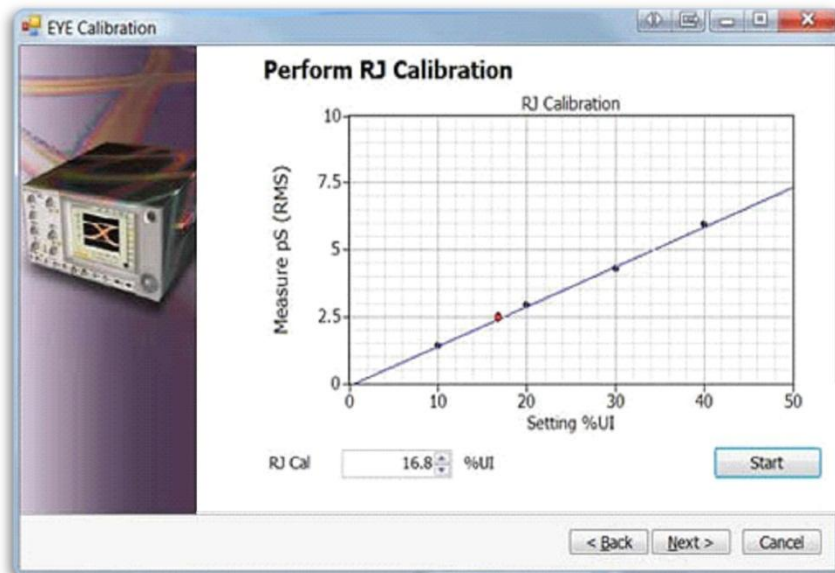 EYE Calibration
Perform RJ Calibration
RJ Calibration
Measure pS (RMS)
10
7.5
5
2.5
0
0 10 20 30 40 50
Setting %UI
RJ Cal 16.8 %UI Start
< Back Next > Cancel